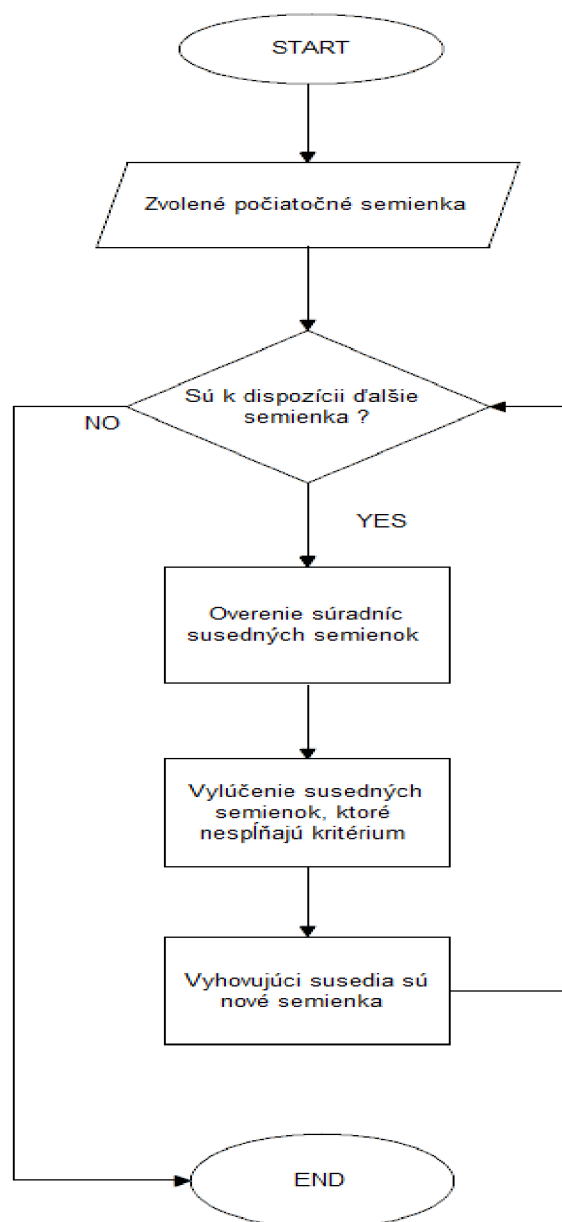 START
Zvolené počiatočné semienka
Sú k dispozícii ďalšie
semienka ?
NO
YES
Overenie súradníc
susedných semienok
Vylúčenie susedných
semienok, ktoré
nespĺňajú kritérium
Vyhovujúci susedia sú
nové semienka
END